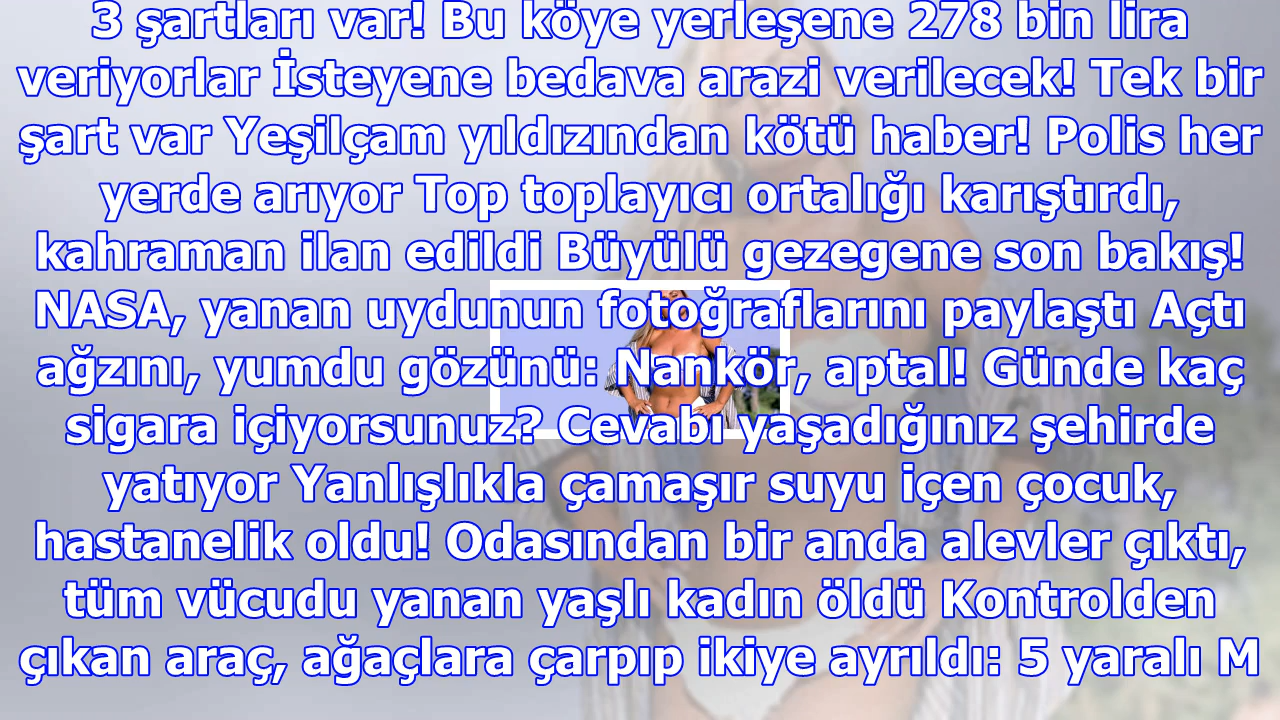 3 şartları var! Bu köye yerleşene 278 bin lira
veriyorlar İsteyene bedava arazi verilecek! Tek bir
şart var Yeşilçam yıldızından kötü haber! Polis her
yerde arıyor Top toplayıcı ortalığı karıştırdı,
kahraman ilan edildi Büyülü gezegene son bakış!
NASA, yanan uydunun fotoğraflarını paylaştı Açtı
ağzını, yumdu gözünü: Nankör, aptal! Günde kaç
sigara içiyorsunuz? Cevabı yaşadığınız şehirde
yatıyor Yanlışlıkla çamaşır suyu içen çocuk,
hastanelik oldu! Odasından bir anda alevler çıktı,
tüm vücudu yanan yaşlı kadın öldü Kontrolden
çıkan araç, ağaçlara çarpıp ikiye ayrıldı: 5 yaralı M